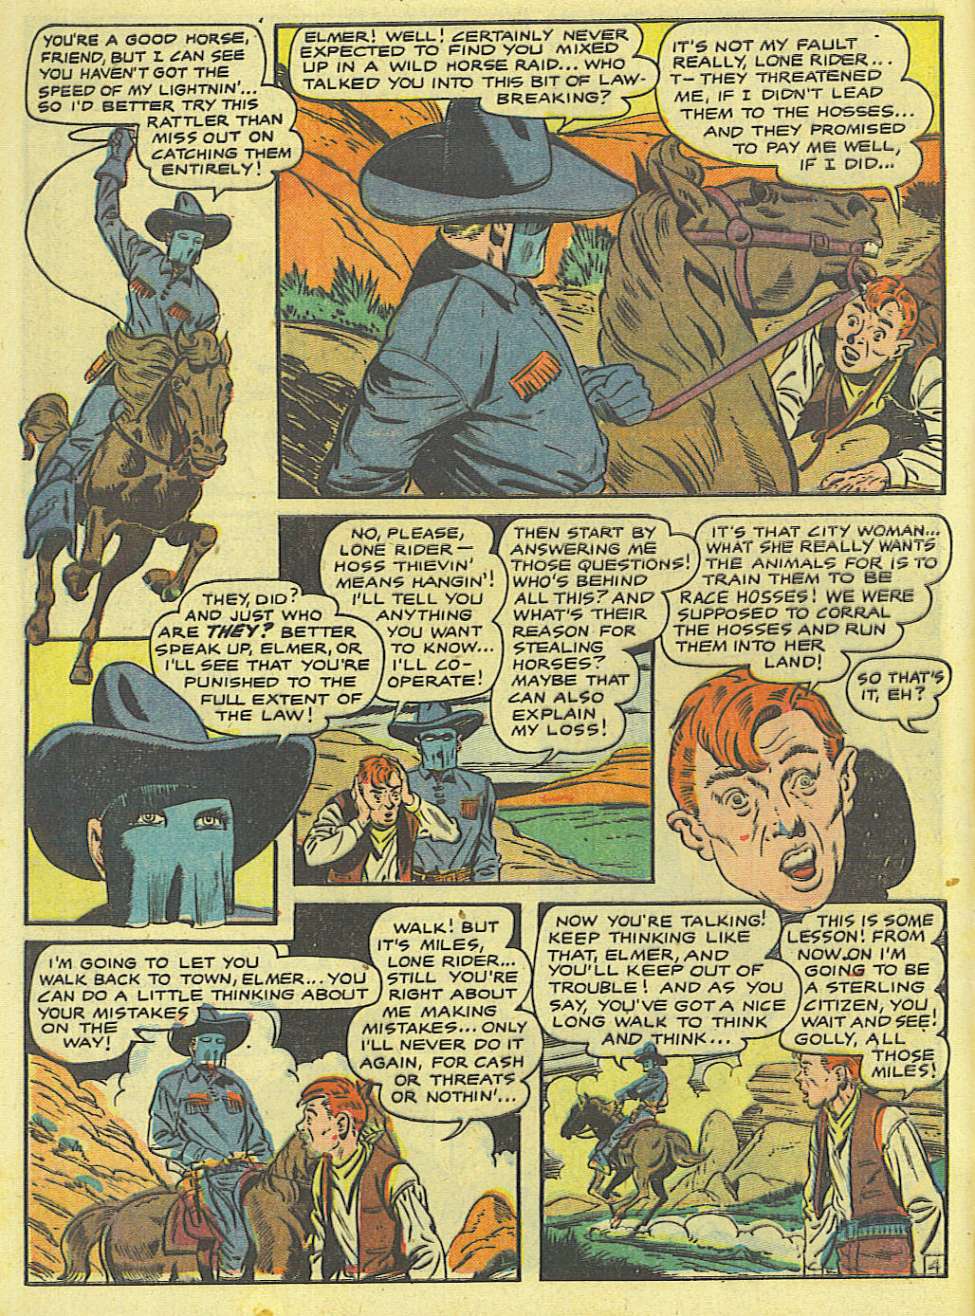 YOU'RE A GOOD HORSE,
FRIEND, BUT I CAN SEE
YOU HAVEN'T GOT THE
SPEED OF MY LIGHTNIN'...
SO I'D BETTER TRY THIS
RATTLER THAN
MISS OUT ON
CATCHING THEM
ENTIRELY!
ELMER! WELL! CERTAINLY NEVER
EXPECTED TO FIND YOU MIXED
UP IN A WILD HORSE RAID... WHO
TALKED YOU INTO THIS BIT OF LAW-
BREAKING?
IT'S NOT MY FAULT
REALLY, LONE RIDER...
T-THEY THREATENED
ME, IF I DIDN'T LEAD
THEM TO THE HOSSES...
AND THEY PROMISED
TO PAY ME WELL,
IF I DID...
THEY, DID?
AND JUST WHO
ARE THEY? BETTER
SPEAK UP, ELMER, OR
I'LL SEE THAT YOU'RE
PUNISHED TO THE
FULL EXTENT OF
THE LAW!
NO, PLEASE,
LONE RIDER—
HOSS THIEVIN'
MEANS HANGIN'!
I'LL TELL YOU
ANYTHING
YOU WANT
TO KNOW...
I'LL CO-
OPERATE!
THEN START BY
ANSWERING ME
THOSE QUESTIONS!
WHO'S BEHIND
ALL THIS? AND
WHAT'S THEIR
REASON FOR
STEALING
HORSES?
MAYBE THAT
CAN ALSO
EXPLAIN
MY LOSS!
IT'S THAT CITY WOMAN...
WHAT SHE REALLY WANTS
THE ANIMALS FOR IS TO
TRAIN THEM TO BE
RACE HOSSES! WE WERE
SUPPOSED TO CORRAL
THE HOSSES AND RUN
THEM INTO HER
LAND!
SO THAT'S
IT, EH?
I'M GOING TO LET YOU
WALK BACK TO TOWN, ELMER... YOU
CAN DO A LITTLE THINKING ABOUT
YOUR MISTAKES
ON THE
WAY!
WALK! BUT
IT'S MILES,
LONE RIDER...
STILL YOU'RE
RIGHT ABOUT
ME MAKING
MISTAKES... ONLY
I'LL NEVER DO IT
AGAIN, FOR CASH
OR THREATS
OR NOTHIN'...
NOW YOU'RE TALKING!
KEEP THINKING LIKE
THAT, ELMER, AND
YOU'LL KEEP OUT OF
TROUBLE! AND AS YOU
SAY, YOU'VE GOT A NICE
LONG WALK TO THINK
AND THINK...
THIS IS SOME
LESSON! FROM
NOW ON I'M
GOING TO BE
A STERLING
CITIZEN, YOU
WAIT AND SEE!
GOLLY, ALL
THOSE
MILES!
4